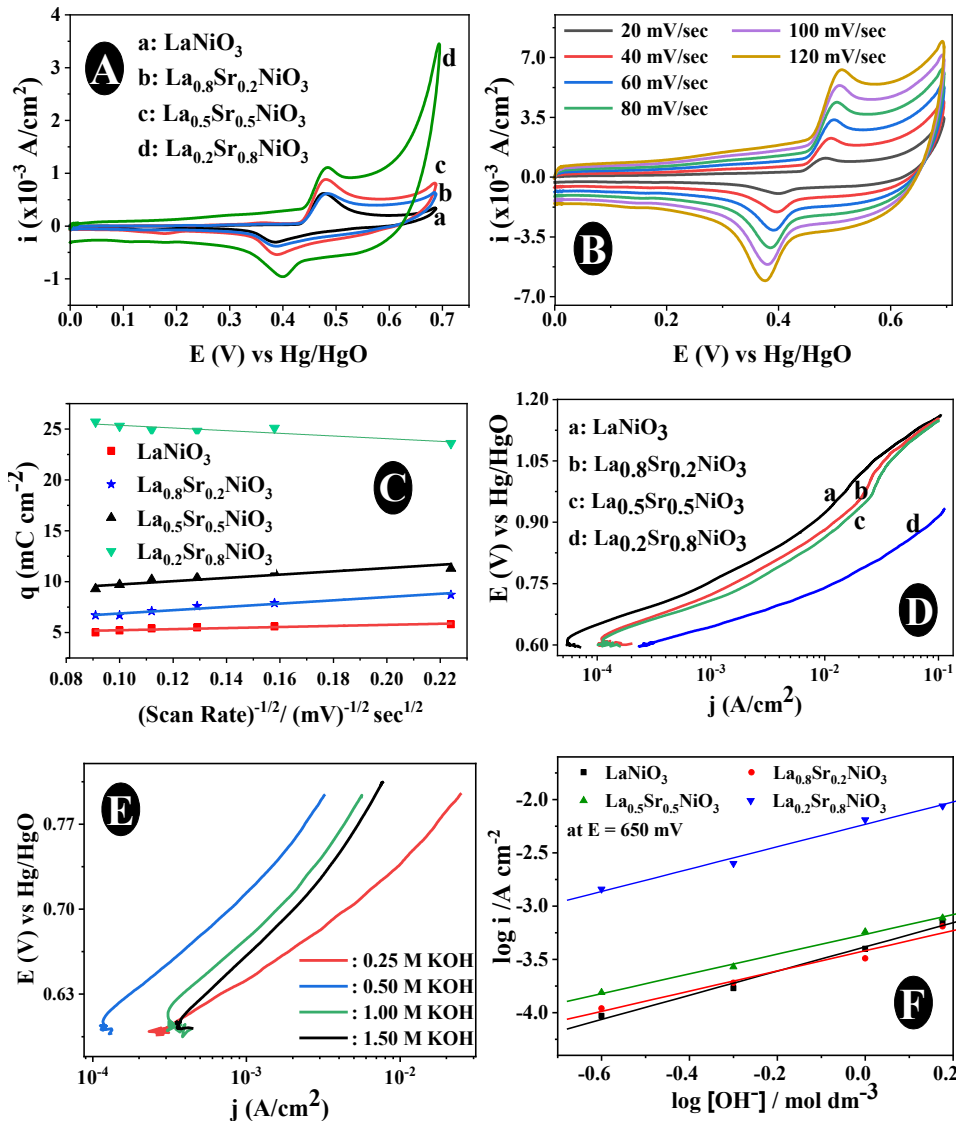 A
a: LaNiO3
b: La0.8Sr0.2NiO3
c: La0.5Sr0.5NiO3
d: La0.2Sr0.8NiO3
d
c
b
a
4
3
2
1
0
-1
i (x10-3 A/cm2)
0.0 0.1 0.2 0.3 0.4 0.5 0.6 0.7
E (V) vs Hg/HgO
20 mV/sec 100 mV/sec
40 mV/sec 120 mV/sec
60 mV/sec
80 mV/sec
B
7.0
3.5
0.0
-3.5
-7.0
i (x10-3 A/cm2)
0.0 0.2 0.4 0.6
E (V) vs Hg/HgO
25
20
15
10
5
q (mC cm-2)
LaNiO3
La0.8Sr0.2NiO3
La0.5Sr0.5NiO3
La0.2Sr0.8NiO3
C
0.08 0.10 0.12 0.14 0.16 0.18 0.20 0.22
(Scan Rate)-1/2/ (mV)-1/2 sec1/2
1.20
1.05
0.90
0.75
0.60
E (V) vs Hg/HgO
a: LaNiO3
b: La0.8Sr0.2NiO3
c: La0.5Sr0.5NiO3
d: La0.2Sr0.8NiO3
a
b
c
d
D
10-4 10-3 10-2 10-1
j (A/cm2)
E
0.77
0.70
0.63
E (V) vs Hg/HgO
: 0.25 M KOH
: 0.50 M KOH
: 1.00 M KOH
: 1.50 M KOH
10-4 10-3 10-2
j (A/cm2)
LaNiO3 La0.8Sr0.2NiO3
La0.5Sr0.5NiO3 La0.2Sr0.8NiO3
at E = 650 mV
-2.0
-2.5
-3.0
-3.5
-4.0
log i /A cm-2
F
-0.6 -0.4 -0.2 0.0 0.2
log [OH-] / mol dm-3